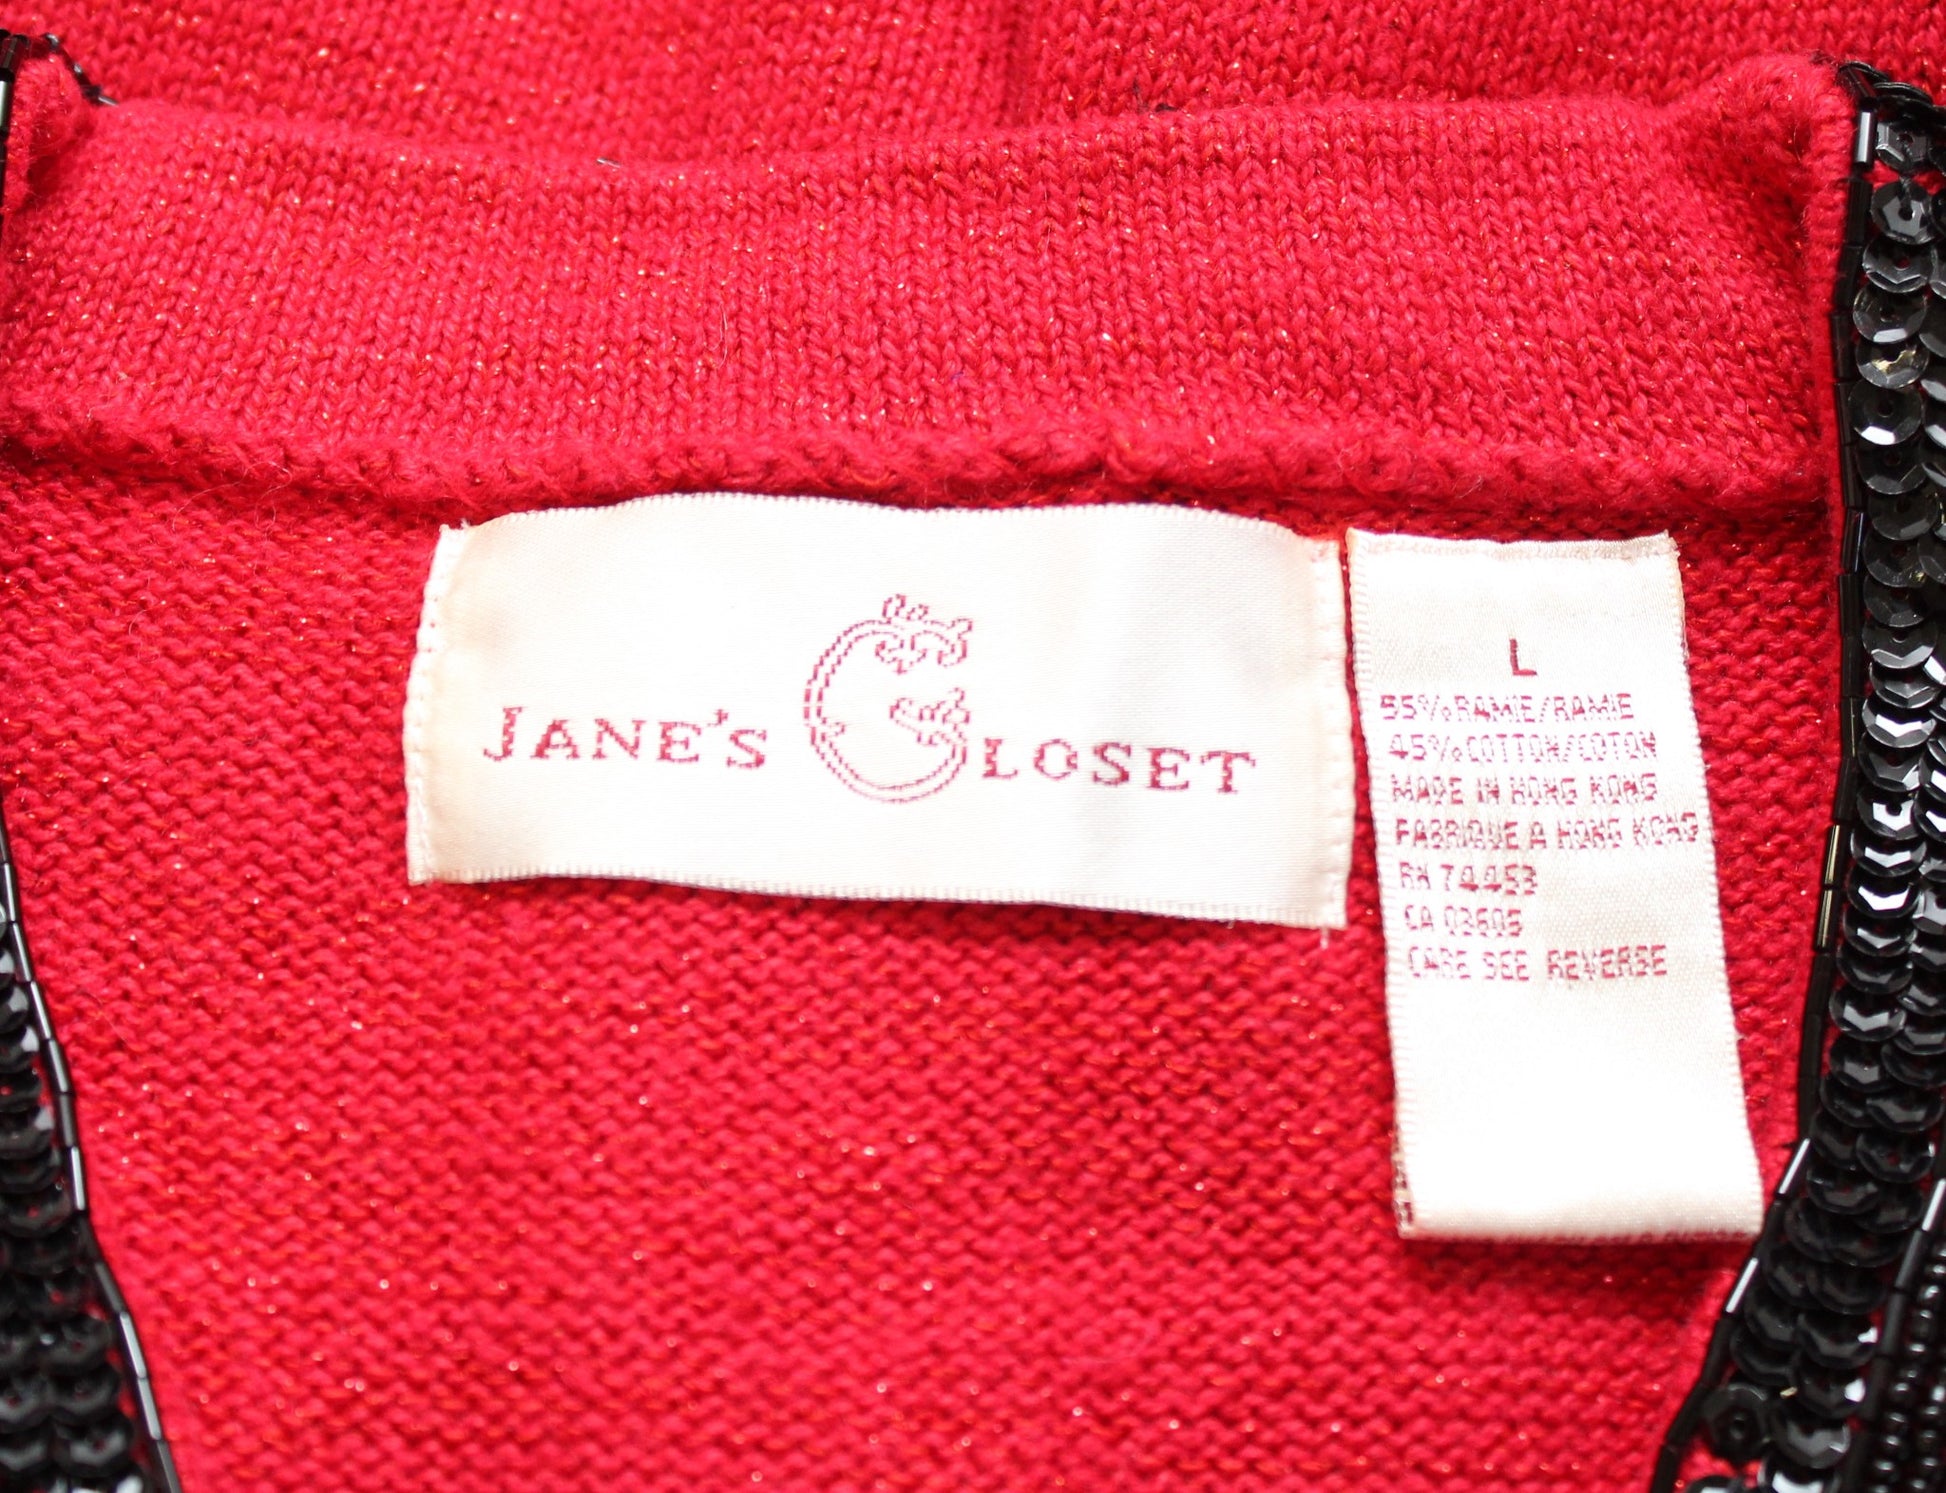 JANE'S CLOSET
L
55% RAMIE/RAMIE
45% COTTON/COTON
MADE IN HONG KONG
FABRIQUE A HONG KONG
RN 74453
CA 03605
CARE SEE REVERSE